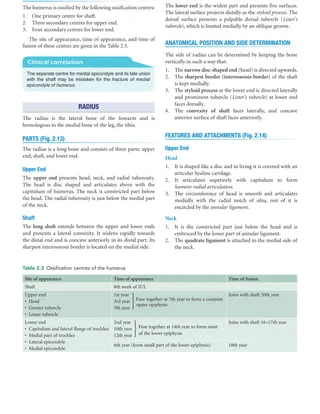 The humerus is ossified by the following ossification centres:
1. One primary centre for shaft.
2. Three secondary centres for upper end.
3. Four secondary centres for lower end.
The site of appearance, time of appearance, and time of
fusion of these centres are given in the Table 2.3.
Clinical correlation
The separate centre for medial epicondyle and its late union
with the shaft may be mistaken for the fracture of medial
epicondyle of humerus.
RADIUS
The radius is the lateral bone of the forearm and is
homologous to the medial bone of the leg, the tibia.
PARTS (Fig. 2.13)
The radius is a long bone and consists of three parts: upper
end, shaft, and lower end.
Upper End
The upper end presents head, neck, and radial tuberosity.
The head is disc shaped and articulates above with the
capitulum of humerus. The neck is constricted part below
the head. The radial tuberosity is just below the medial part
of the neck.
Shaft
The long shaft extends between the upper and lower ends
and presents a lateral convexity. It widens rapidly towards
the distal end and is concave anteriorly in its distal part. Its
sharpest interosseous border is located on the medial side.
The lower end is the widest part and presents five surfaces.
The lateral surface projects distally as the styloid process. The
dorsal surface presents a palpable dorsal tubercle (Lister's
tubercle), which is limited medially by an oblique groove.
ANATOMICAL POSITION AND SIDE DETERMINATION
The side of radius can be determined by keeping the bone
vertically in such a way that:
1. The narrow disc-shaped end (head) is directed upwards.
2. The sharpest border (interosseous border) of the shaft
is kept medially.
3. The styloid process at the lower end is directed laterally
and prominent tubercle (Lister's tubercle) at lower end
faces dorsally.
4. The convexity of shaft faces laterally, and concave
anterior surface of shaft faces anteriorly.
FEATURES AND ATTACHMENTS (Fig. 2.14)
Upper End
Head
1. It is shaped like a disc and in living it is covered with an
articular hyaline cartilage.
2. It articulates superiorly with capitulum to form
humero-radial articulation.
3. The circumference of head is smooth and articulates
medially with the radial notch of ulna, rest of it is
encircled by the annular ligament.
Neck
1. It is the constricted part just below the head and is
embraced by the lower part of annular ligament.
2. The quadrate ligament is attached to the medial side of
the neck.
Table 2.3 Ossification centres of the humerus
Site of appearance Time of appearance Time of fusion
Shaft 8th week of IUL
Upper end
• Head 1st year
• Greater tubercle 3rd year
• Lesser tubercle 5th year
Fuse together at 7th year to form a conjoint
upper epiphysis
Joins with shaft 20th year
Lower end
• Capitulum and lateral flange of trochlea 2nd year
• Medial part of trochlea 10th year
• Lateral epicondyle 12th year
Fuse together at 14th year to form most
of the lower epiphysis
Joins with shaft 16–17th year
• Medial epicondyle 6th year (form small part of the lower epiphysis) 18th year